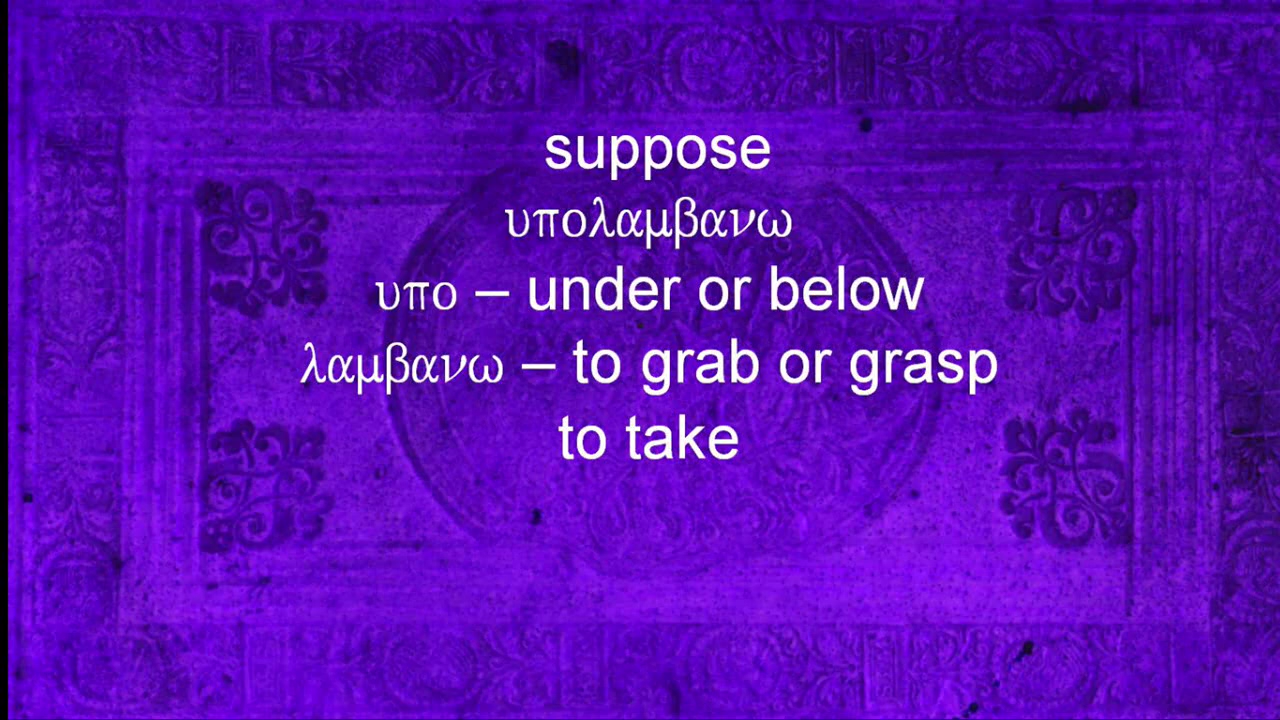 suppose
υπολαμβανω
υπο – under or below
λαμβανω – to grab or grasp
to take